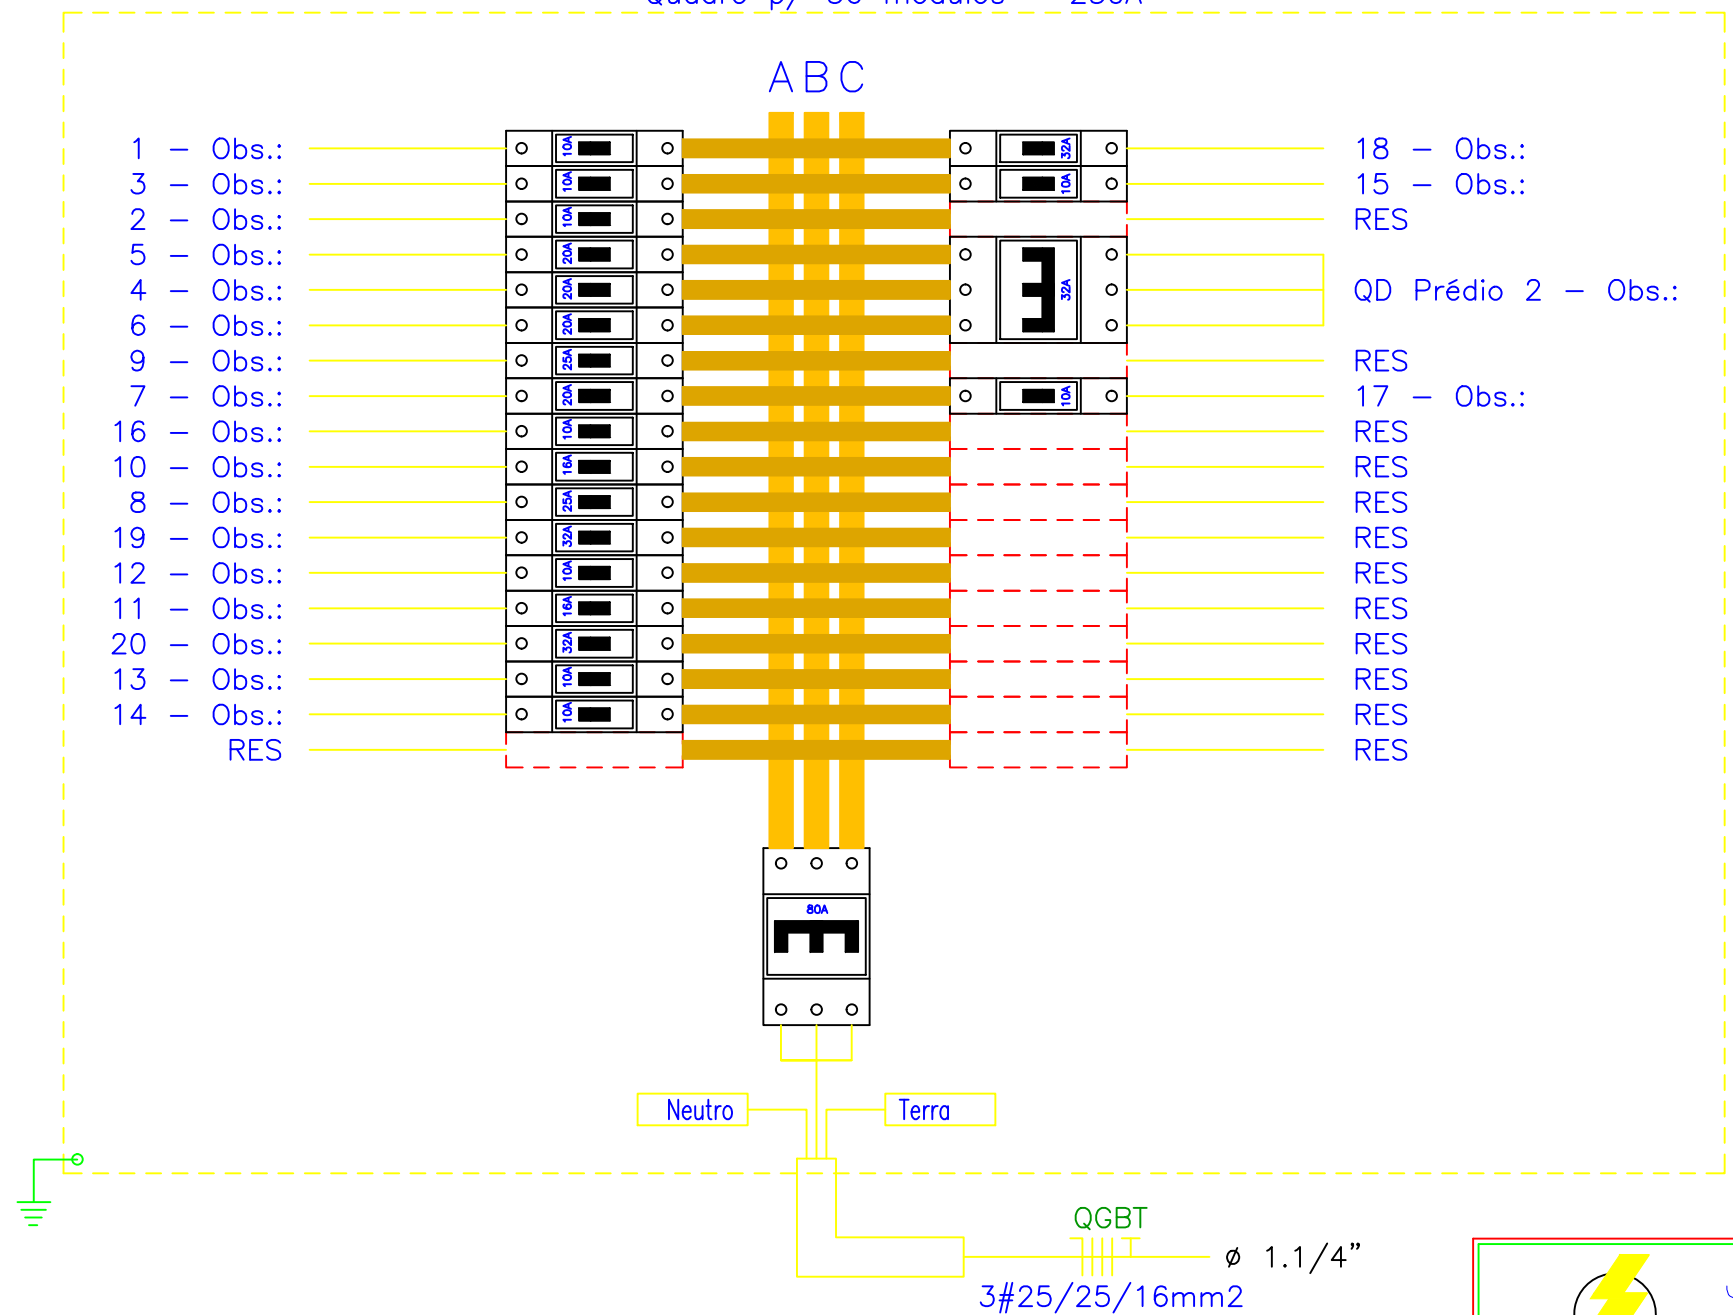 A B C
1 - Obs.: 10A 32A 18 - Obs.:
3 - Obs.: 10A 10A 15 - Obs.:
2 - Obs.: 10A RES
5 - Obs.: 20A
4 - Obs.: 20A 32A QD Prédio 2 - Obs.:
6 - Obs.: 20A
9 - Obs.: 25A RES
7 - Obs.: 20A 10A 17 - Obs.:
16 - Obs.: 10A RES
10 - Obs.: 16A RES
8 - Obs.: 25A RES
19 - Obs.: 32A RES
12 - Obs.: 10A RES
11 - Obs.: 16A RES
20 - Obs.: 32A RES
13 - Obs.: 10A RES
14 - Obs.: 10A RES
RES RES
80A
Neutro Terra
QGBT
ø 1.1/4”
3#25/25/16mm2